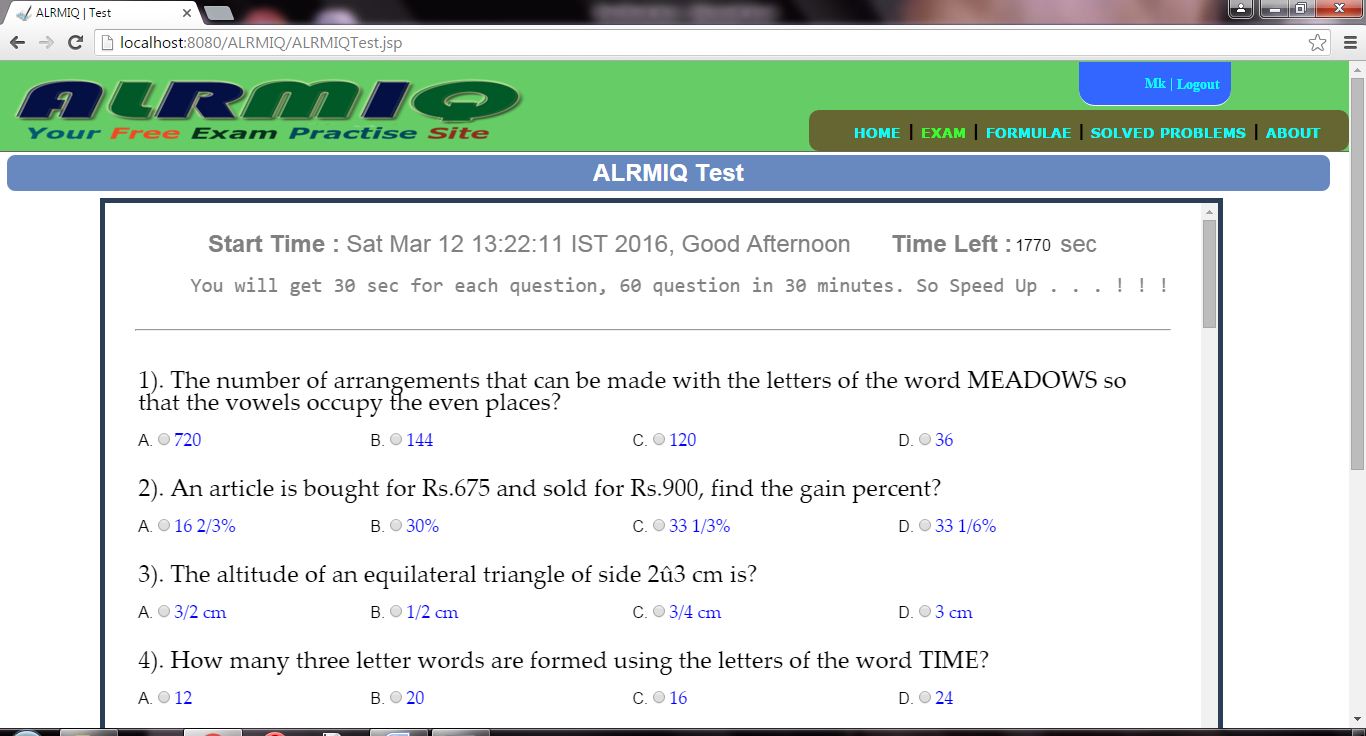 ALRMIQ | Test
localhost:8080/ALRMIQ/ALRMIQTest.jsp
ALRMIQ
Your Free Exam Practise Site
Mk | Logout
HOME | EXAM | FORMULAE | SOLVED PROBLEMS | ABOUT
ALRMIQ Test
Start Time : Sat Mar 12 13:22:11 IST 2016, Good Afternoon Time Left : 1770 sec
You will get 30 sec for each question, 60 question in 30 minutes. So Speed Up . . . ! ! !
1). The number of arrangements that can be made with the letters of the word MEADOWS so
that the vowels occupy the even places?
A. 720 B. 144 C. 120 D. 36
2). An article is bought for Rs.675 and sold for Rs.900, find the gain percent?
A. 16 2/3% B. 30% C. 33 1/3% D. 33 1/6%
3). The altitude of an equilateral triangle of side 2û3 cm is?
A. 3/2 cm B. 1/2 cm C. 3/4 cm D. 3 cm
4). How many three letter words are formed using the letters of the word TIME?
A. 12 B. 20 C. 16 D. 24